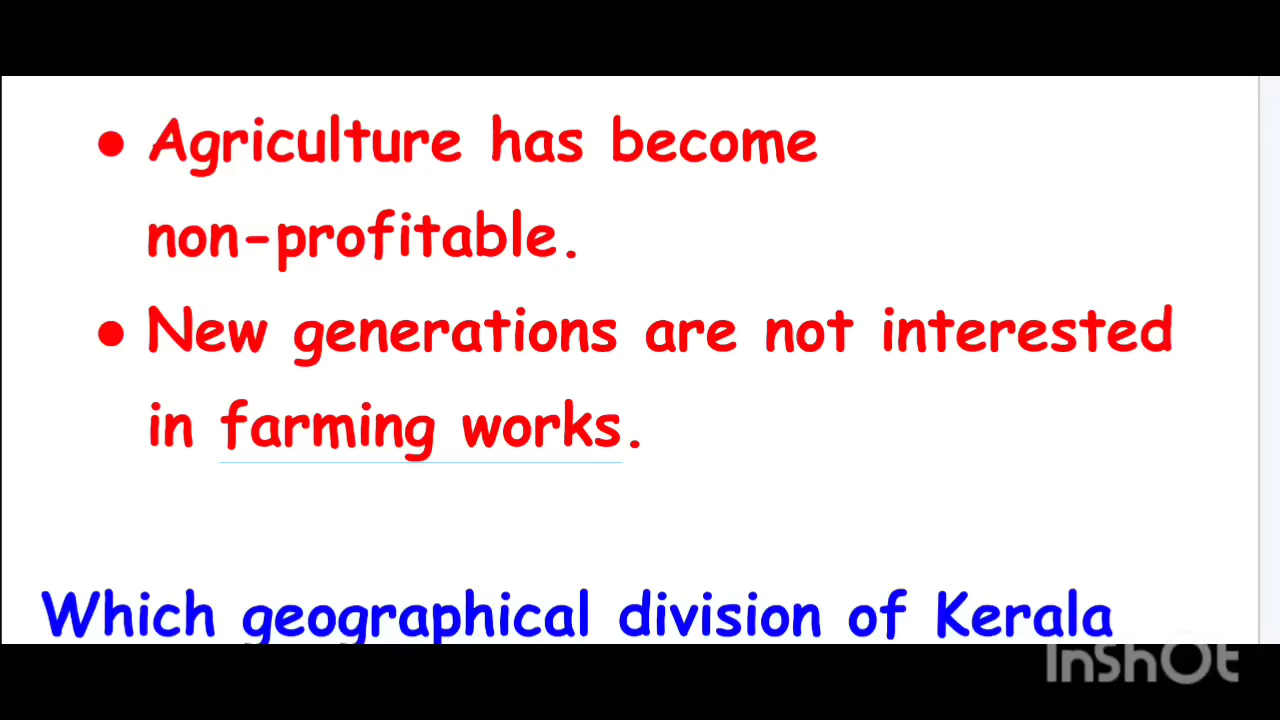 ● Agriculture has become
non-profitable.
● New generations are not interested
in farming works.
Which geographical division of Kerala
InShOt